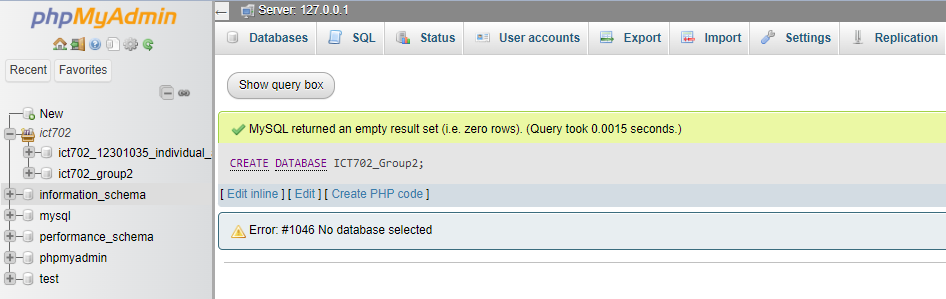 phpMyAdmin
Recent Favorites
New
ict702
ict702_12301035_individual_
ict702_group2
information_schema
mysql
performance_schema
phpmyadmin
test
Server: 127.0.0.1
Databases SQL Status User accounts Export Import Settings Replication
Show query box
MySQL returned an empty result set (i.e. zero rows). (Query took 0.0015 seconds.)
CREATE DATABASE ICT702_Group2;
[ Edit inline ] [ Edit ] [ Create PHP code ]
Error: #1046 No database selected